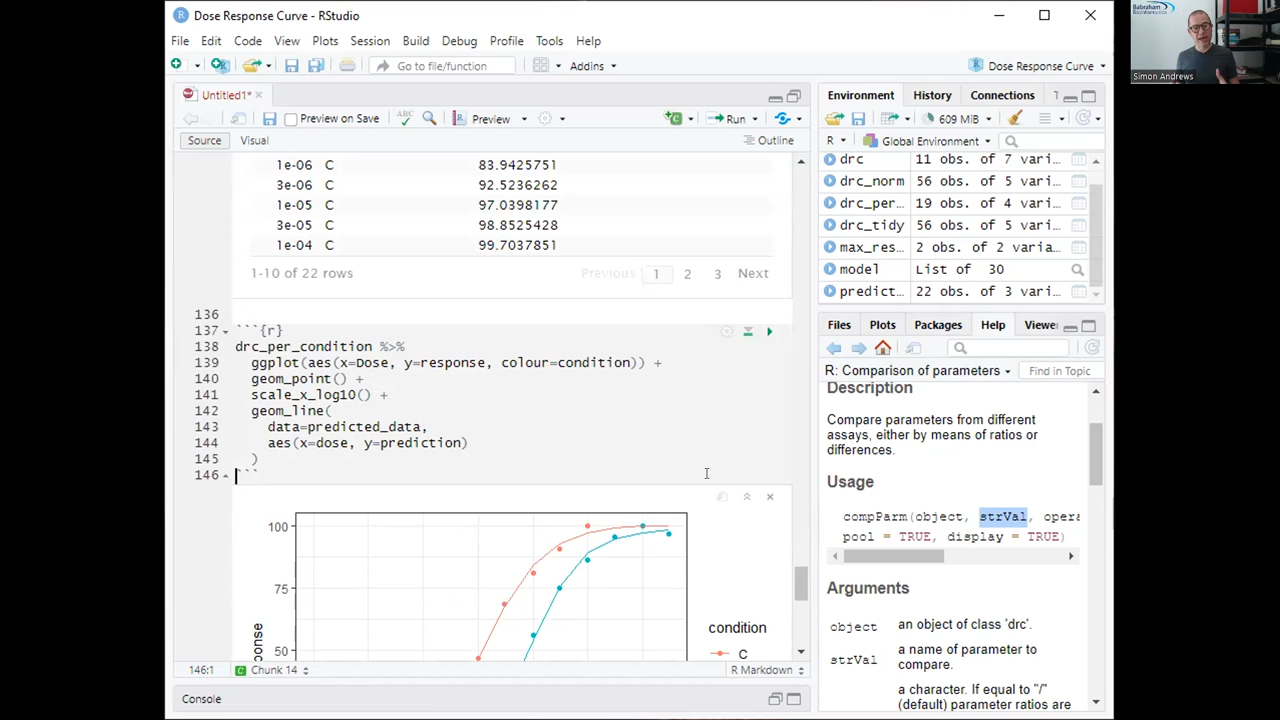 Dose Response Curve - RStudio
File Edit Code View Plots Session Build Debug Profile Tools Help
Go to file/function Addins Dose Response Curve
Untitled1*
Preview on Save Preview Run
Source Visual Outline
1e-06 C 83.9425751
3e-06 C 92.5236262
1e-05 C 97.0398177
3e-05 C 98.8525428
1e-04 C 99.7037851
1-10 of 22 rows Previous 1 2 3 Next
136
137 ```{r}
138 drc_per_condition %>%
139 ggplot(aes(x=Dose, y=response, colour=condition)) +
140 geom_point() +
141 scale_x_log10() +
142 geom_line(
143 data=predicted_data,
144 aes(x=dose, y=prediction)
145 )
146 ```
100
75
50
onse
condition
C
146:1 Chunk 14 R Markdown
Console
Environment History Connections T
609 MiB
R Global Environment
drc 11 obs. of 7 vari…
drc_norm 56 obs. of 5 vari…
drc_per… 19 obs. of 4 vari…
drc_tidy 56 obs. of 5 vari…
max_res… 2 obs. of 2 varia…
model List of 30
predict… 22 obs. of 3 vari…
Files Plots Packages Help Viewe
R: Comparison of parameters Find in Topic
Description
Compare parameters from different
assays, either by means of ratios or
differences.
Usage
compParm(object, strVal, opera
pool = TRUE, display = TRUE)
Arguments
object an object of class 'drc'.
strVal a name of parameter to
compare.
a character. If equal to "/"
(default) parameter ratios are
Babraham
Simon Andrews